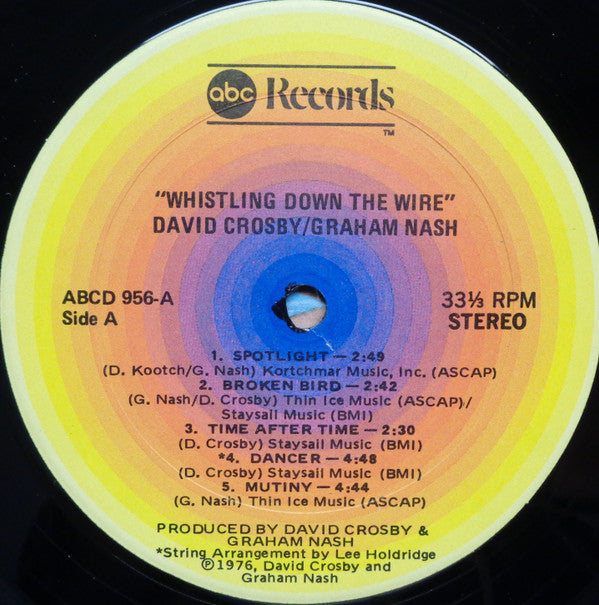 abc Records
TM
"WHISTLING DOWN THE WIRE"
DAVID CROSBY/GRAHAM NASH
ABCD 956-A
Side A
33⅓ RPM
STEREO
1. SPOTLIGHT — 2:49
(D. Kootch/G. Nash) Kortchmar Music, Inc. (ASCAP)
2. BROKEN BIRD — 2:42
(G. Nash/D. Crosby) Thin Ice Music (ASCAP)/
Staysail Music (BMI)
3. TIME AFTER TIME — 2:30
(D. Crosby) Staysail Music (BMI)
*4. DANCER — 4:48
(D. Crosby) Staysail Music (BMI)
5. MUTINY — 4:44
(G. Nash) Thin Ice Music (ASCAP)
PRODUCED BY DAVID CROSBY &
GRAHAM NASH
*String Arrangement by Lee Holdridge
℗1976, David Crosby and
Graham Nash